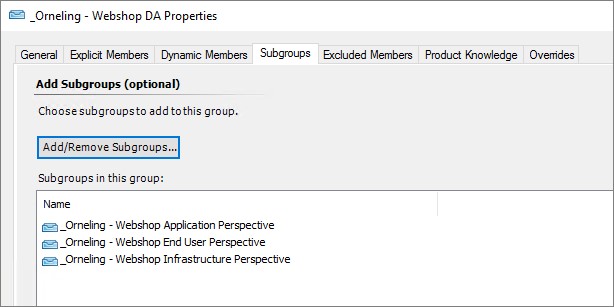 _Orneling - Webshop DA Properties
General Explicit Members Dynamic Members Subgroups Excluded Members Product Knowledge Overrides
Add Subgroups (optional)
Choose subgroups to add to this group.
Add/Remove Subgroups...
Subgroups in this group:
Name
_Orneling - Webshop Application Perspective
_Orneling - Webshop End User Perspective
_Orneling - Webshop Infrastructure Perspective